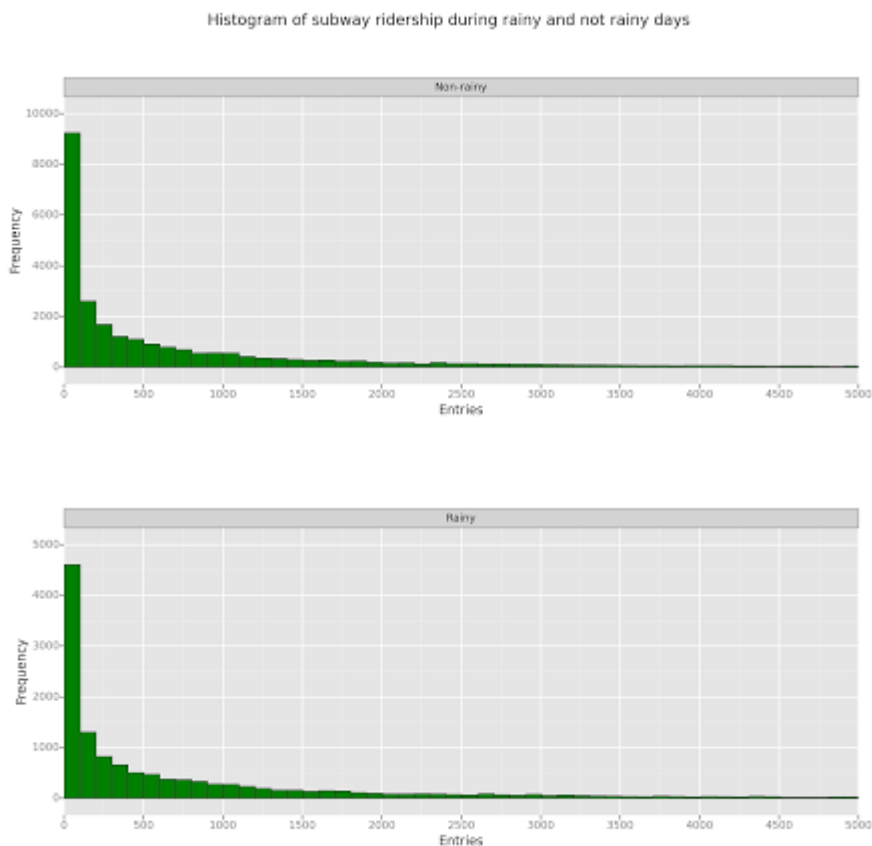 Histogram of subway ridership during rainy and not rainy days
Non-rainy
10000
8000
6000
4000
2000
0
Frequency
0 500 1000 1500 2000 2500 3000 3500 4000 4500 5000
Entries
Rainy
5000
4000
3000
2000
1000
0
Frequency
0 500 1000 1500 2000 2500 3000 3500 4000 4500 5000
Entries